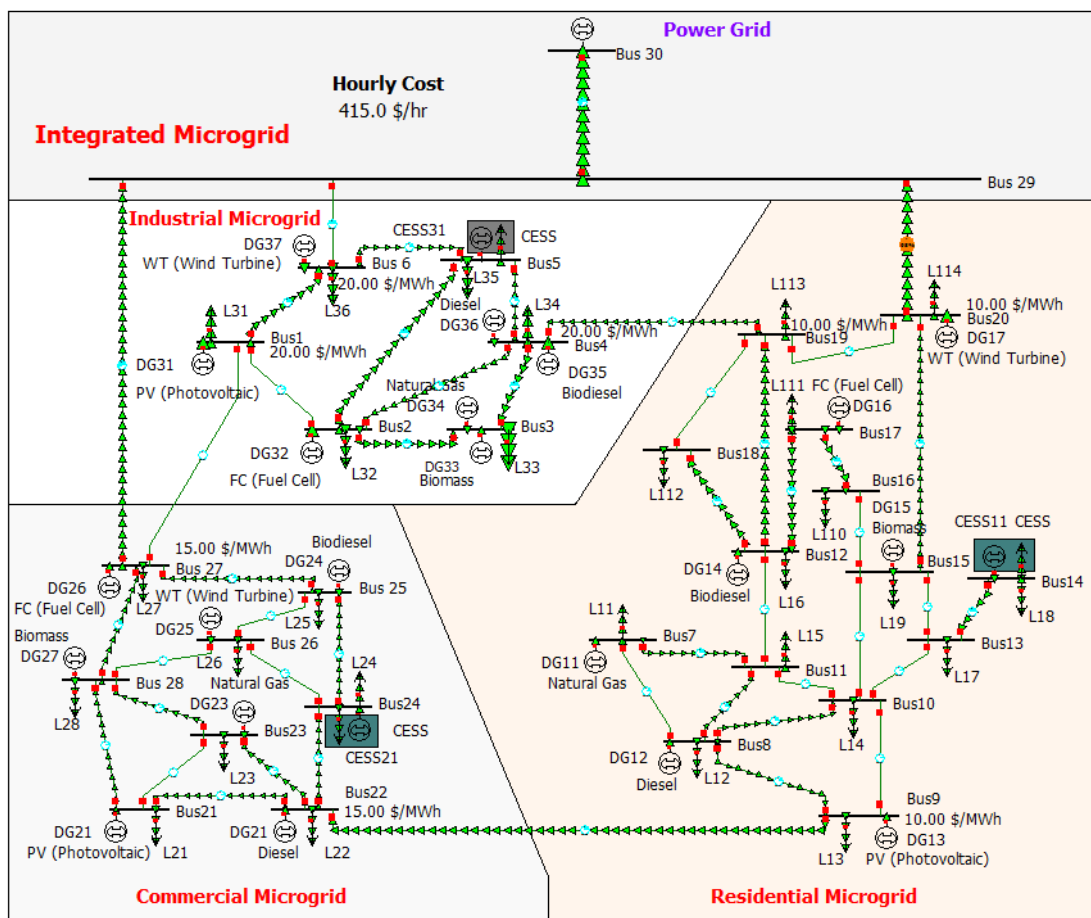 Power Grid
Bus 30
Hourly Cost
415.0 $/hr
Integrated Microgrid
Bus 29
Industrial Microgrid
CESS31
CESS
DG37
WT (Wind Turbine)
Bus 6
Bus5
20.00 $/MWh
L36
L35
L31
Diesel
DG36
L34
20.00 $/MWh
Bus4
Bus1
20.00 $/MWh
DG31
PV (Photovoltaic)
DG35
Biodiesel
Natural Gas
DG34
Bus2
Bus3
DG32
FC (Fuel Cell)
L32
DG33
Biomass
L33
L113
L114
10.00 $/MWh
Bus19
10.00 $/MWh
Bus20
DG17
WT (Wind Turbine)
L111
FC (Fuel Cell)
DG16
Bus17
Bus18
L112
Bus16
L110
DG15
Biomass
CESS11
CESS
Bus12
DG14
Biodiesel
L16
Bus15
Bus14
L19
L18
L11
Bus7
DG11
Natural Gas
L15
Bus11
Bus13
L17
Bus10
L14
Bus8
DG12
Diesel
L12
Bus9
10.00 $/MWh
DG13
PV (Photovoltaic)
L13
Residential Microgrid
15.00 $/MWh
Bus 27
DG26
FC (Fuel Cell)
L27
Biodiesel
DG24
Bus 25
WT (Wind Turbine)
DG25
L25
Bus 26
L26
Natural Gas
Biomass
DG27
Bus 28
L28
L24
Bus24
CESS
CESS21
DG23
Bus23
L23
Bus22
15.00 $/MWh
Bus21
DG21
PV (Photovoltaic)
L21
DG21
Diesel
L22
Commercial Microgrid